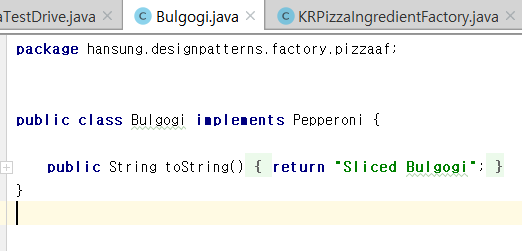 aTestDrive.java Bulgogi.java KRPizzaIngredientFactory.java
package hansung.designpatterns.factory.pizzaaf;
public class Bulgogi implements Pepperoni {
public String toString() { return "Sliced Bulgogi"; }
}